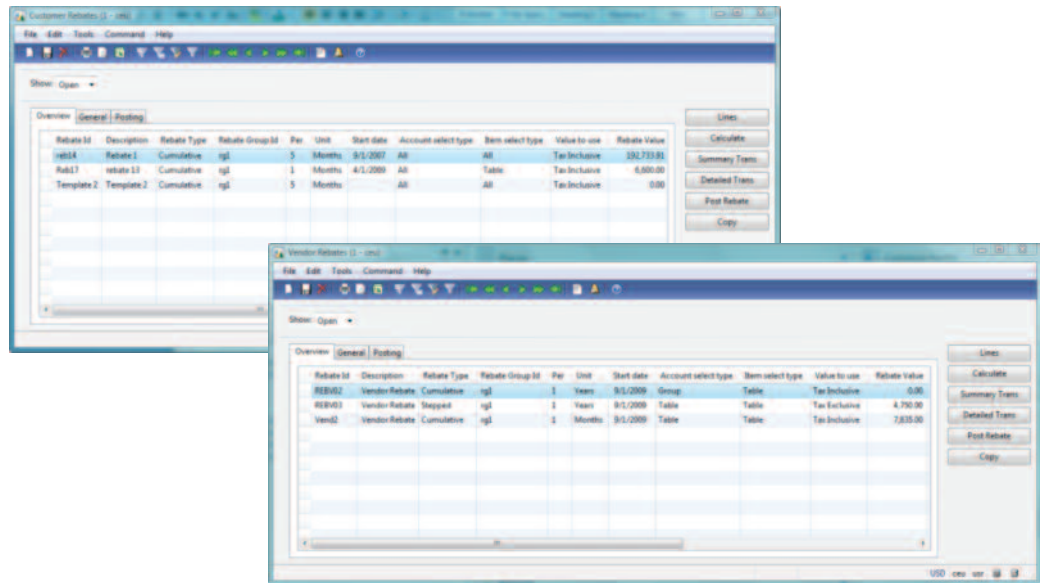 Customer Rebates (1 - ceu)
File Edit Tools Command Help
Show: Open
Overview General Posting
Rebate Id Description Rebate Type Rebate Group Id Per Unit Start date Account select type Item select type Value to use Rebate Value
reb14 Rebate 1 Cumulative rg1 5 Months 9/1/2007 All All Tax Inclusive 192,733.81
Reb17 rebate 13 Cumulative rg1 1 Months 4/1/2009 All Table Tax Inclusive 6,600.00
Template 2 Template 2 Cumulative rg1 5 Months All All Tax Inclusive 0.00
Lines
Calculate
Summary Trans
Detailed Trans
Post Rebate
Copy
Vendor Rebates (1 - ceu)
File Edit Tools Command Help
Show: Open
Overview General Posting
Rebate Id Description Rebate Type Rebate Group Id Per Unit Start date Account select type Item select type Value to use Rebate Value
REBV02 Vendor Rebate Cumulative rg1 1 Years 9/1/2009 Group Table Tax Inclusive 0.00
REBV03 Vendor Rebate Stepped rg1 1 Years 9/1/2009 Table Table Tax Exclusive 4,750.00
Vend2 Vendor Rebate Cumulative rg1 1 Months 9/1/2009 Table Table Tax Inclusive 7,835.00
Lines
Calculate
Summary Trans
Detailed Trans
Post Rebate
Copy
USD ceu usr